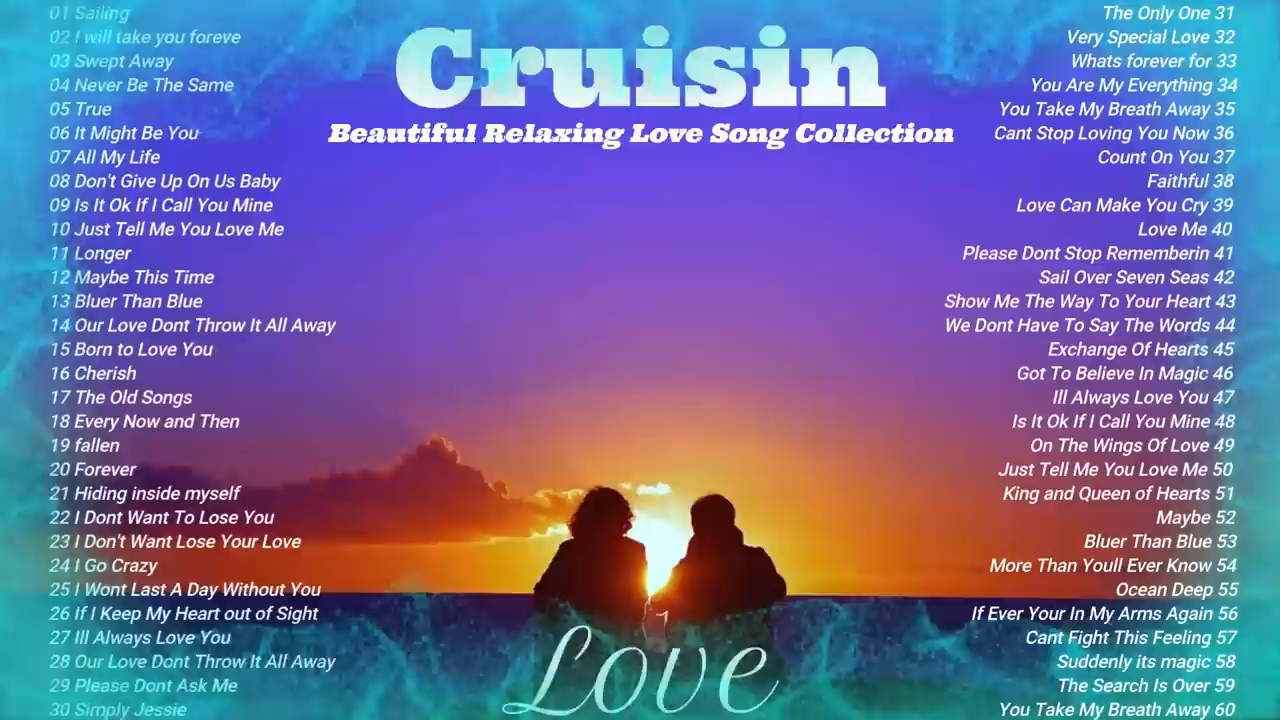 Cruisin
Beautiful Relaxing Love Song Collection
01 Sailing
02 I will take you foreve
03 Swept Away
04 Never Be The Same
05 True
06 It Might Be You
07 All My Life
08 Don't Give Up On Us Baby
09 Is It Ok If I Call You Mine
10 Just Tell Me You Love Me
11 Longer
12 Maybe This Time
13 Bluer Than Blue
14 Our Love Dont Throw It All Away
15 Born to Love You
16 Cherish
17 The Old Songs
18 Every Now and Then
19 fallen
20 Forever
21 Hiding inside myself
22 I Dont Want To Lose You
23 I Don't Want Lose Your Love
24 I Go Crazy
25 I Wont Last A Day Without You
26 If I Keep My Heart out of Sight
27 Ill Always Love You
28 Our Love Dont Throw It All Away
29 Please Dont Ask Me
30 Simply Jessie
The Only One 31
Very Special Love 32
Whats forever for 33
You Are My Everything 34
You Take My Breath Away 35
Cant Stop Loving You Now 36
Count On You 37
Faithful 38
Love Can Make You Cry 39
Love Me 40
Please Dont Stop Rememberin 41
Sail Over Seven Seas 42
Show Me The Way To Your Heart 43
We Dont Have To Say The Words 44
Exchange Of Hearts 45
Got To Believe In Magic 46
Ill Always Love You 47
Is It Ok If I Call You Mine 48
On The Wings Of Love 49
Just Tell Me You Love Me 50
King and Queen of Hearts 51
Maybe 52
Bluer Than Blue 53
More Than Youll Ever Know 54
Ocean Deep 55
If Ever Your In My Arms Again 56
Cant Fight This Feeling 57
Suddenly its magic 58
The Search Is Over 59
You Take My Breath Away 60
Love